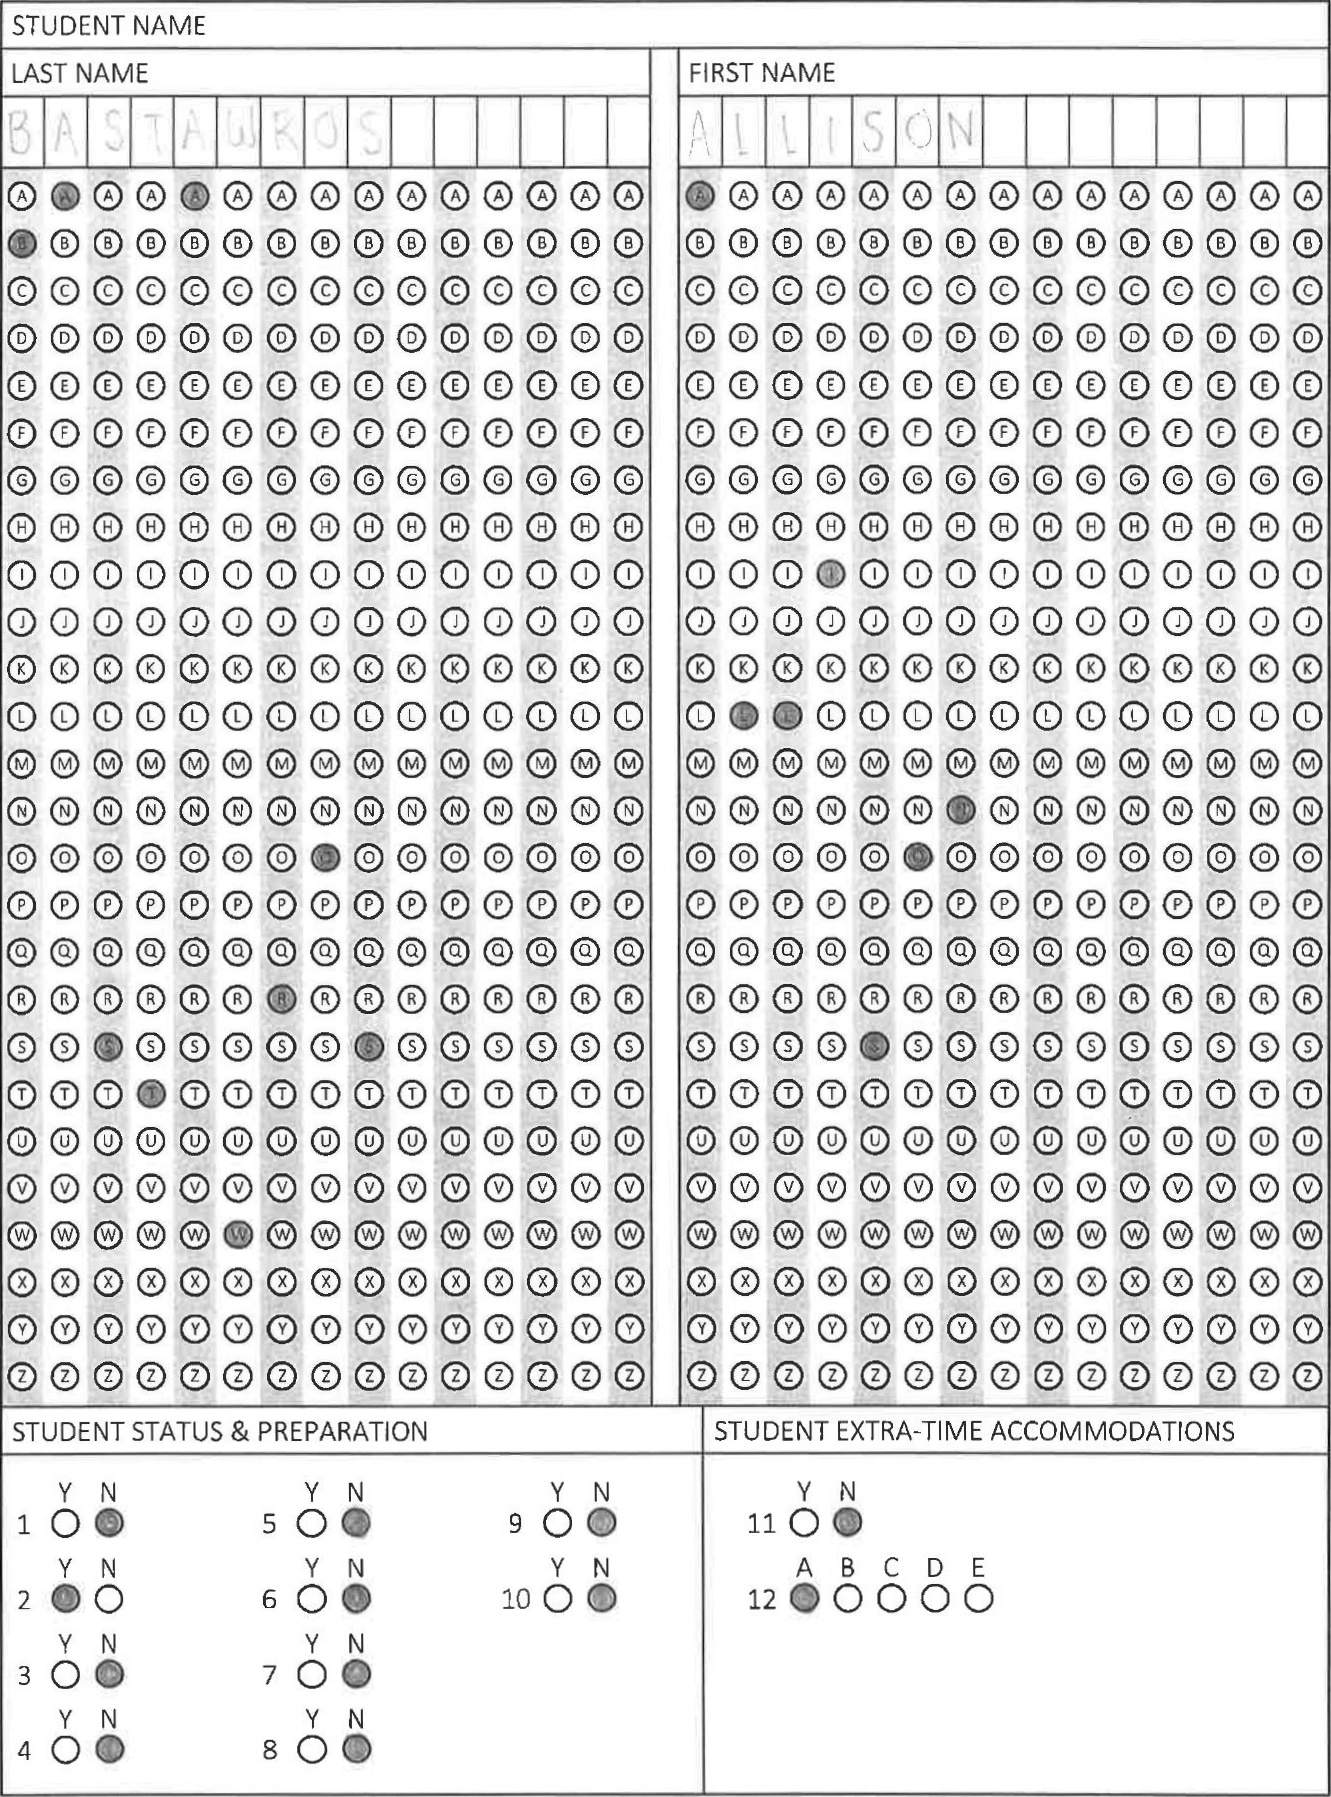 STUDENT NAME
LAST NAME FIRST NAME
BASTAWROS ALLISON
A A A A A A A A A A A A A A A A A A A A A A A A A A A A A A
B B B B B B B B B B B B B B B B B B B B B B B B B B B B B B
C C C C C C C C C C C C C C C C C C C C C C C C C C C C C C
D D D D D D D D D D D D D D D D D D D D D D D D D D D D D D
E E E E E E E E E E E E E E E E E E E E E E E E E E E E E E
F F F F F F F F F F F F F F F F F F F F F F F F F F F F F F
G G G G G G G G G G G G G G G G G G G G G G G G G G G G G G
H H H H H H H H H H H H H H H H H H H H H H H H H H H H H H
I I I I I I I I I I I I I I I I I I I I I I I I I I I I I I
J J J J J J J J J J J J J J J J J J J J J J J J J J J J J J
K K K K K K K K K K K K K K K K K K K K K K K K K K K K K K
L L L L L L L L L L L L L L L L L L L L L L L L L L L L L L
M M M M M M M M M M M M M M M M M M M M M M M M M M M M M M
N N N N N N N N N N N N N N N N N N N N N N N N N N N N N N
O O O O O O O O O O O O O O O O O O O O O O O O O O O O O O
P P P P P P P P P P P P P P P P P P P P P P P P P P P P P P
Q Q Q Q Q Q Q Q Q Q Q Q Q Q Q Q Q Q Q Q Q Q Q Q Q Q Q Q Q Q
R R R R R R R R R R R R R R R R R R R R R R R R R R R R R R
S S S S S S S S S S S S S S S S S S S S S S S S S S S S S S
T T T T T T T T T T T T T T T T T T T T T T T T T T T T T T
U U U U U U U U U U U U U U U U U U U U U U U U U U U U U U
V V V V V V V V V V V V V V V V V V V V V V V V V V V V V V
W W W W W W W W W W W W W W W W W W W W W W W W W W W W W W
X X X X X X X X X X X X X X X X X X X X X X X X X X X X X X
Y Y Y Y Y Y Y Y Y Y Y Y Y Y Y Y Y Y Y Y Y Y Y Y Y Y Y Y Y Y
Z Z Z Z Z Z Z Z Z Z Z Z Z Z Z Z Z Z Z Z Z Z Z Z Z Z Z Z Z Z
STUDENT STATUS & PREPARATION
Y N Y N Y N
1 5 9
Y N Y N Y N
2 6 10
Y N Y N
3 7
Y N Y N
4 8
STUDENT EXTRA-TIME ACCOMMODATIONS
Y N
11
A B C D E
12